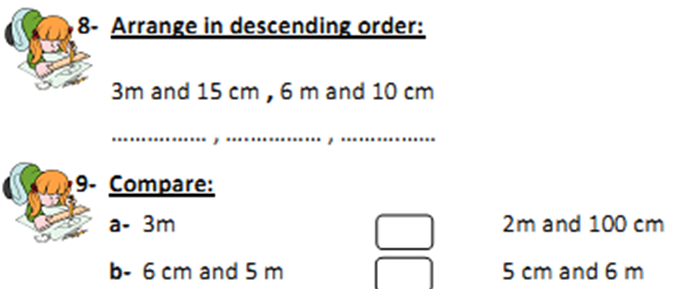 8- Arrange in descending order:
3m and 15 cm , 6 m and 10 cm
................ , ................ , ................
9- Compare:
a- 3m 2m and 100 cm
b- 6 cm and 5 m 5 cm and 6 m